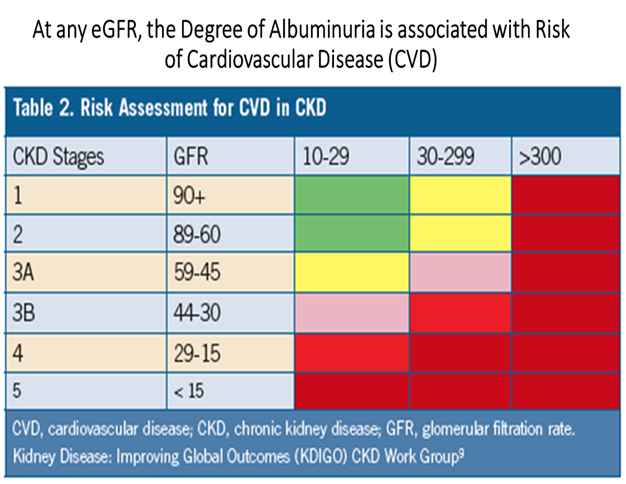 At any eGFR, the Degree of Albuminuria is associated with Risk
of Cardiovascular Disease (CVD)
Table 2. Risk Assessment for CVD in CKD
CKD Stages GFR 10-29 30-299 >300
1 90+
2 89-60
3A 59-45
3B 44-30
4 29-15
5 < 15
CVD, cardiovascular disease; CKD, chronic kidney disease; GFR, glomerular filtration rate.
Kidney Disease: Improving Global Outcomes (KDIGO) CKD Work Group⁹